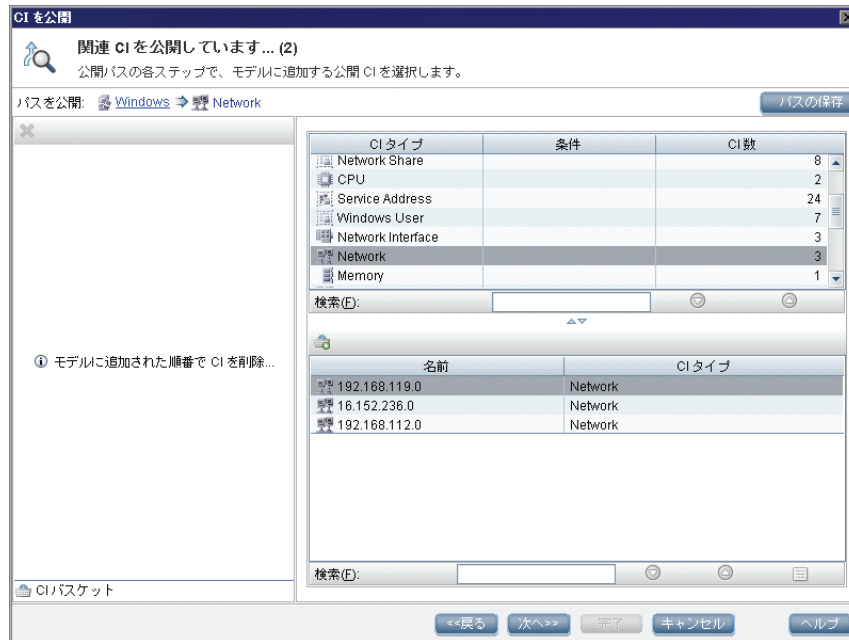 CI を公開
関連 CI を公開しています... (2)
公開パスの各ステップで、モデルに追加する公開 CI を選択します。
パスを公開: Windows Network
パスの保存
CI タイプ 条件 CI 数
Network Share 8
CPU 2
Service Address 24
Windows User 7
Network Interface 3
Network 3
Memory 1
検索(F):
モデルに追加された順番で CI を削除...
名前 CI タイプ
192.168.119.0 Network
16.152.236.0 Network
192.168.112.0 Network
検索(F):
CI バスケット
<<戻る 次へ>> 完了 キャンセル ヘルプ